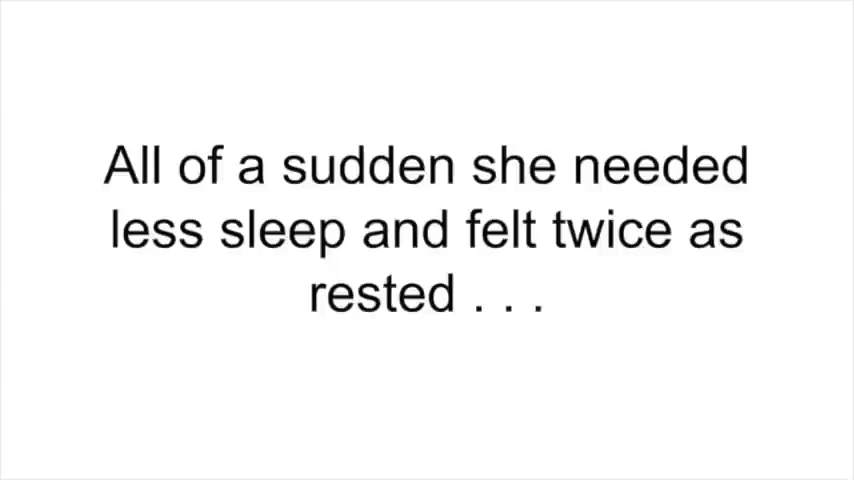 All of a sudden she needed
less sleep and felt twice as
rested . . .